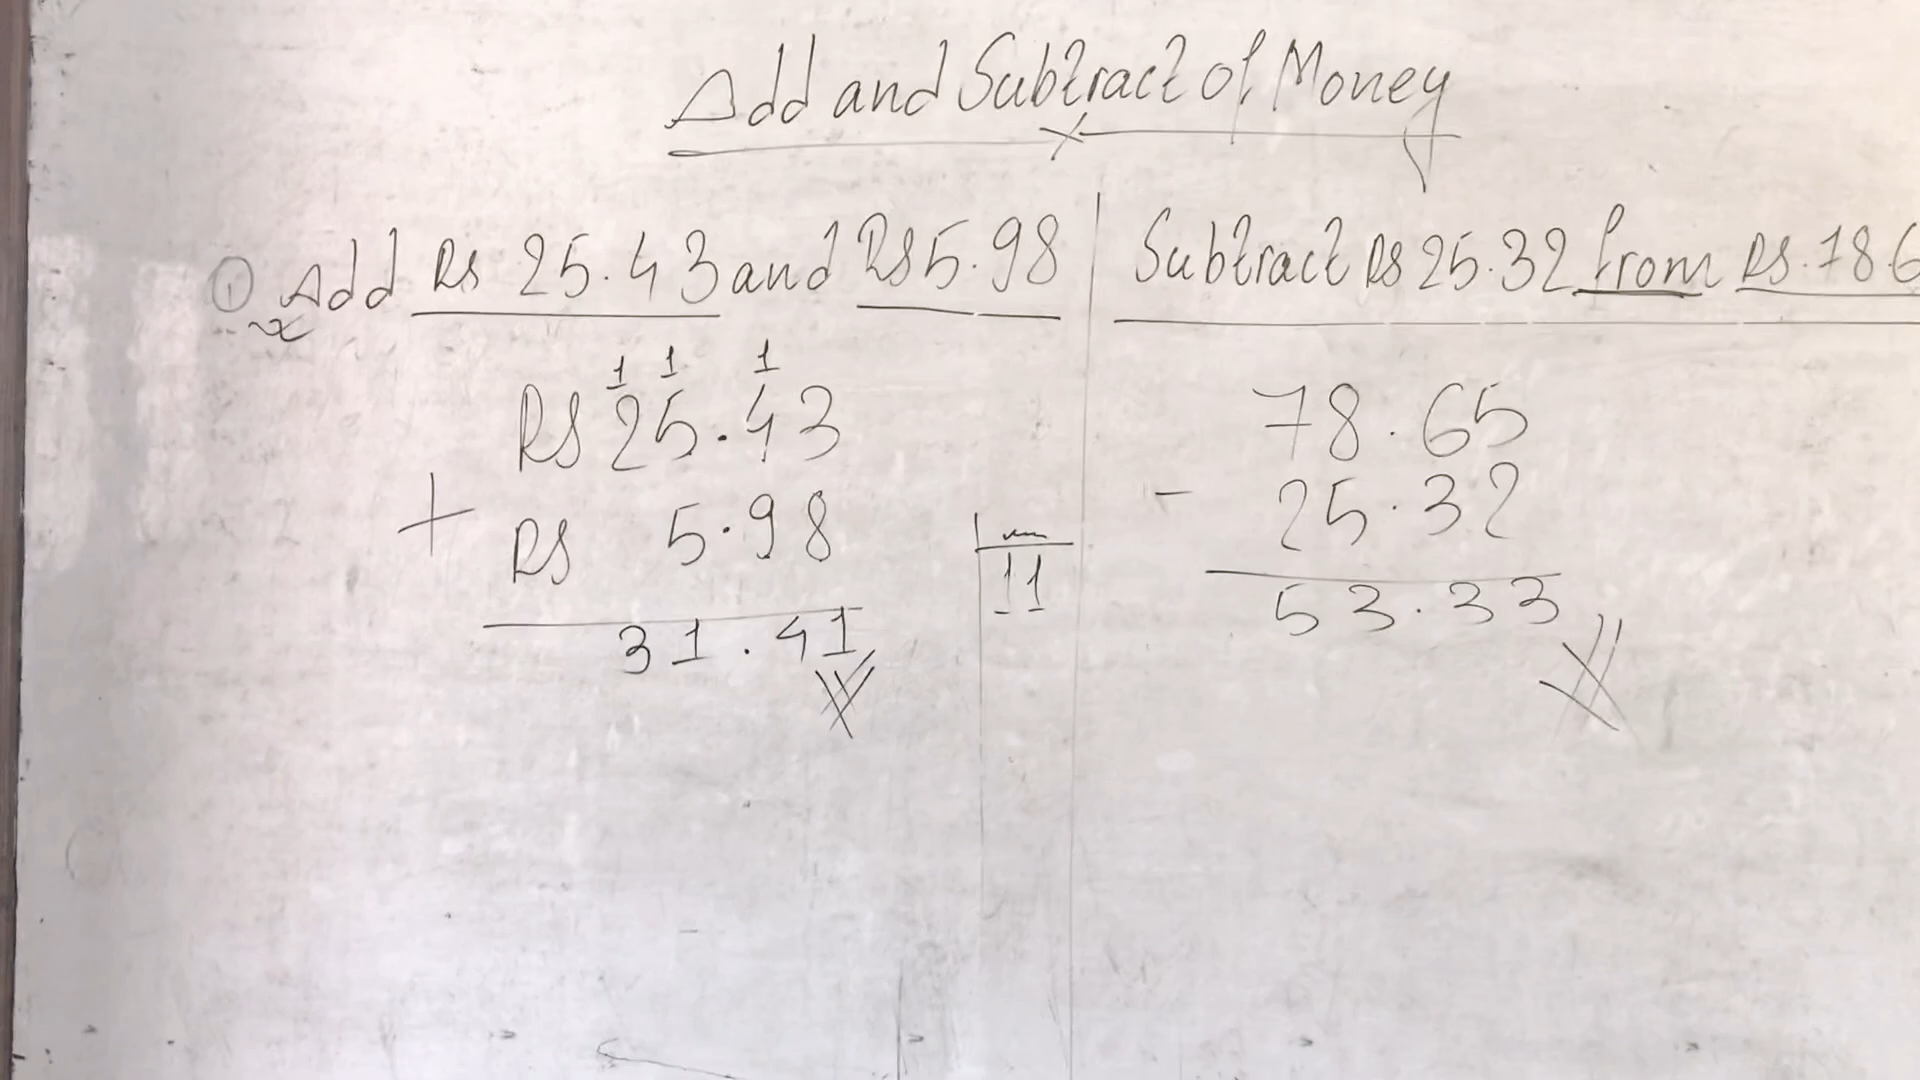 Add and Subtract of Money
① Add Rs 25.43 and Rs 5.98
1 1 1
Rs 25.43
+ Rs 5.98
31.41
11
Subtract Rs 25.32 from Rs. 78.6
78.65
- 25.32
53.33